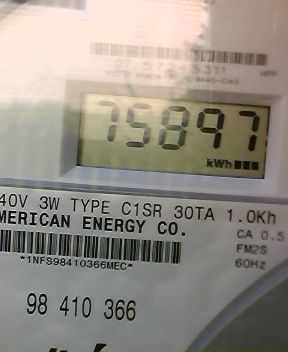 75897
kWh
40V 3W TYPE C1SR 30TA 1.0Kh
MERICAN ENERGY CO.
CA 0.5
FM2S
60Hz
*1NFS98410366MEC*
98 410 366